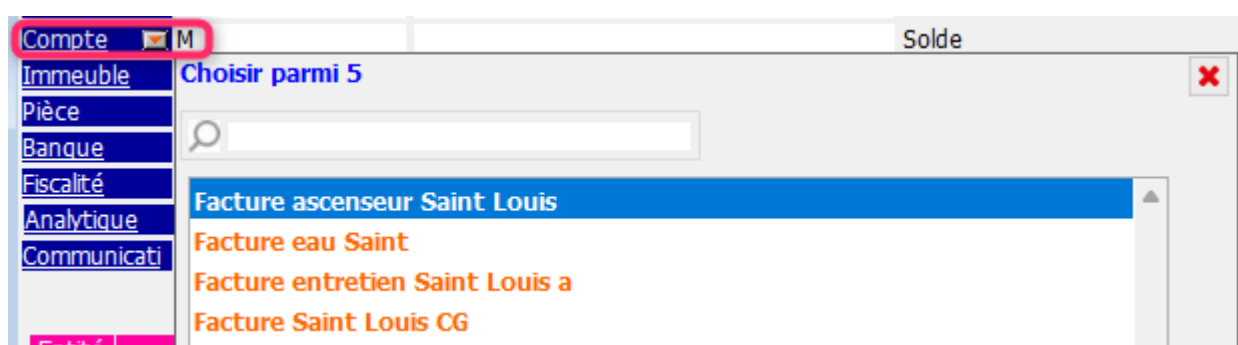 Compte M Solde
Immeuble
Choisir parmi 5
Pièce
Banque
Fiscalité
Analytique
Communicati
Facture ascenseur Saint Louis
Facture eau Saint
Facture entretien Saint Louis a
Facture Saint Louis CG